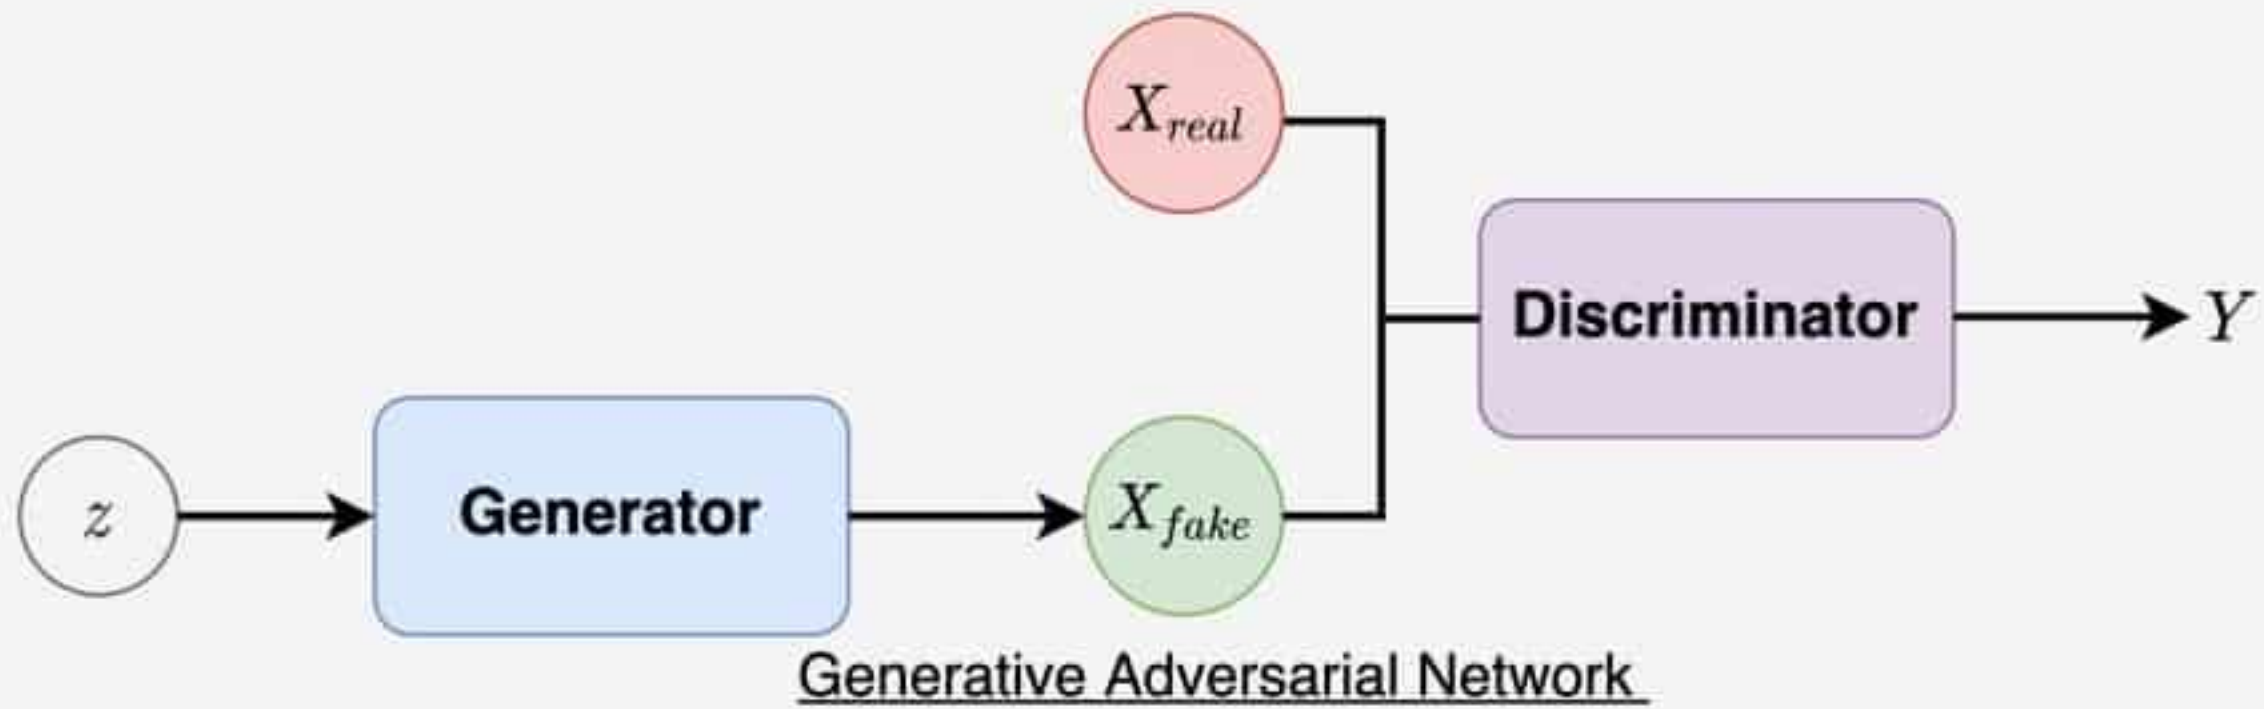 X_real
Discriminator
Y
z
Generator
X_fake
Generative Adversarial Network